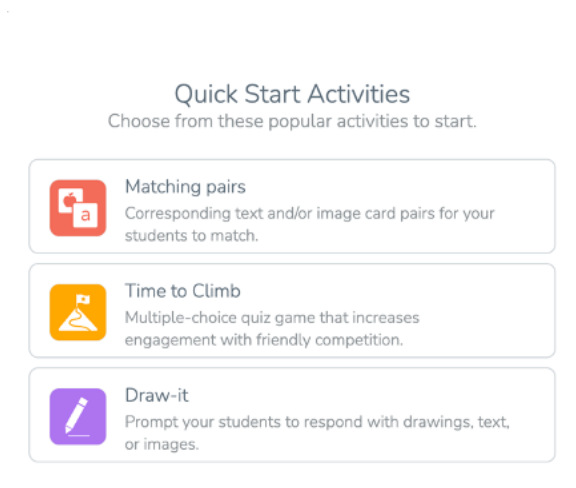 Quick Start Activities
Choose from these popular activities to start.
Matching pairs
a
Corresponding text and/or image card pairs for your
students to match.
Time to Climb
Multiple-choice quiz game that increases
engagement with friendly competition.
Draw-it
Prompt your students to respond with drawings, text,
or images.